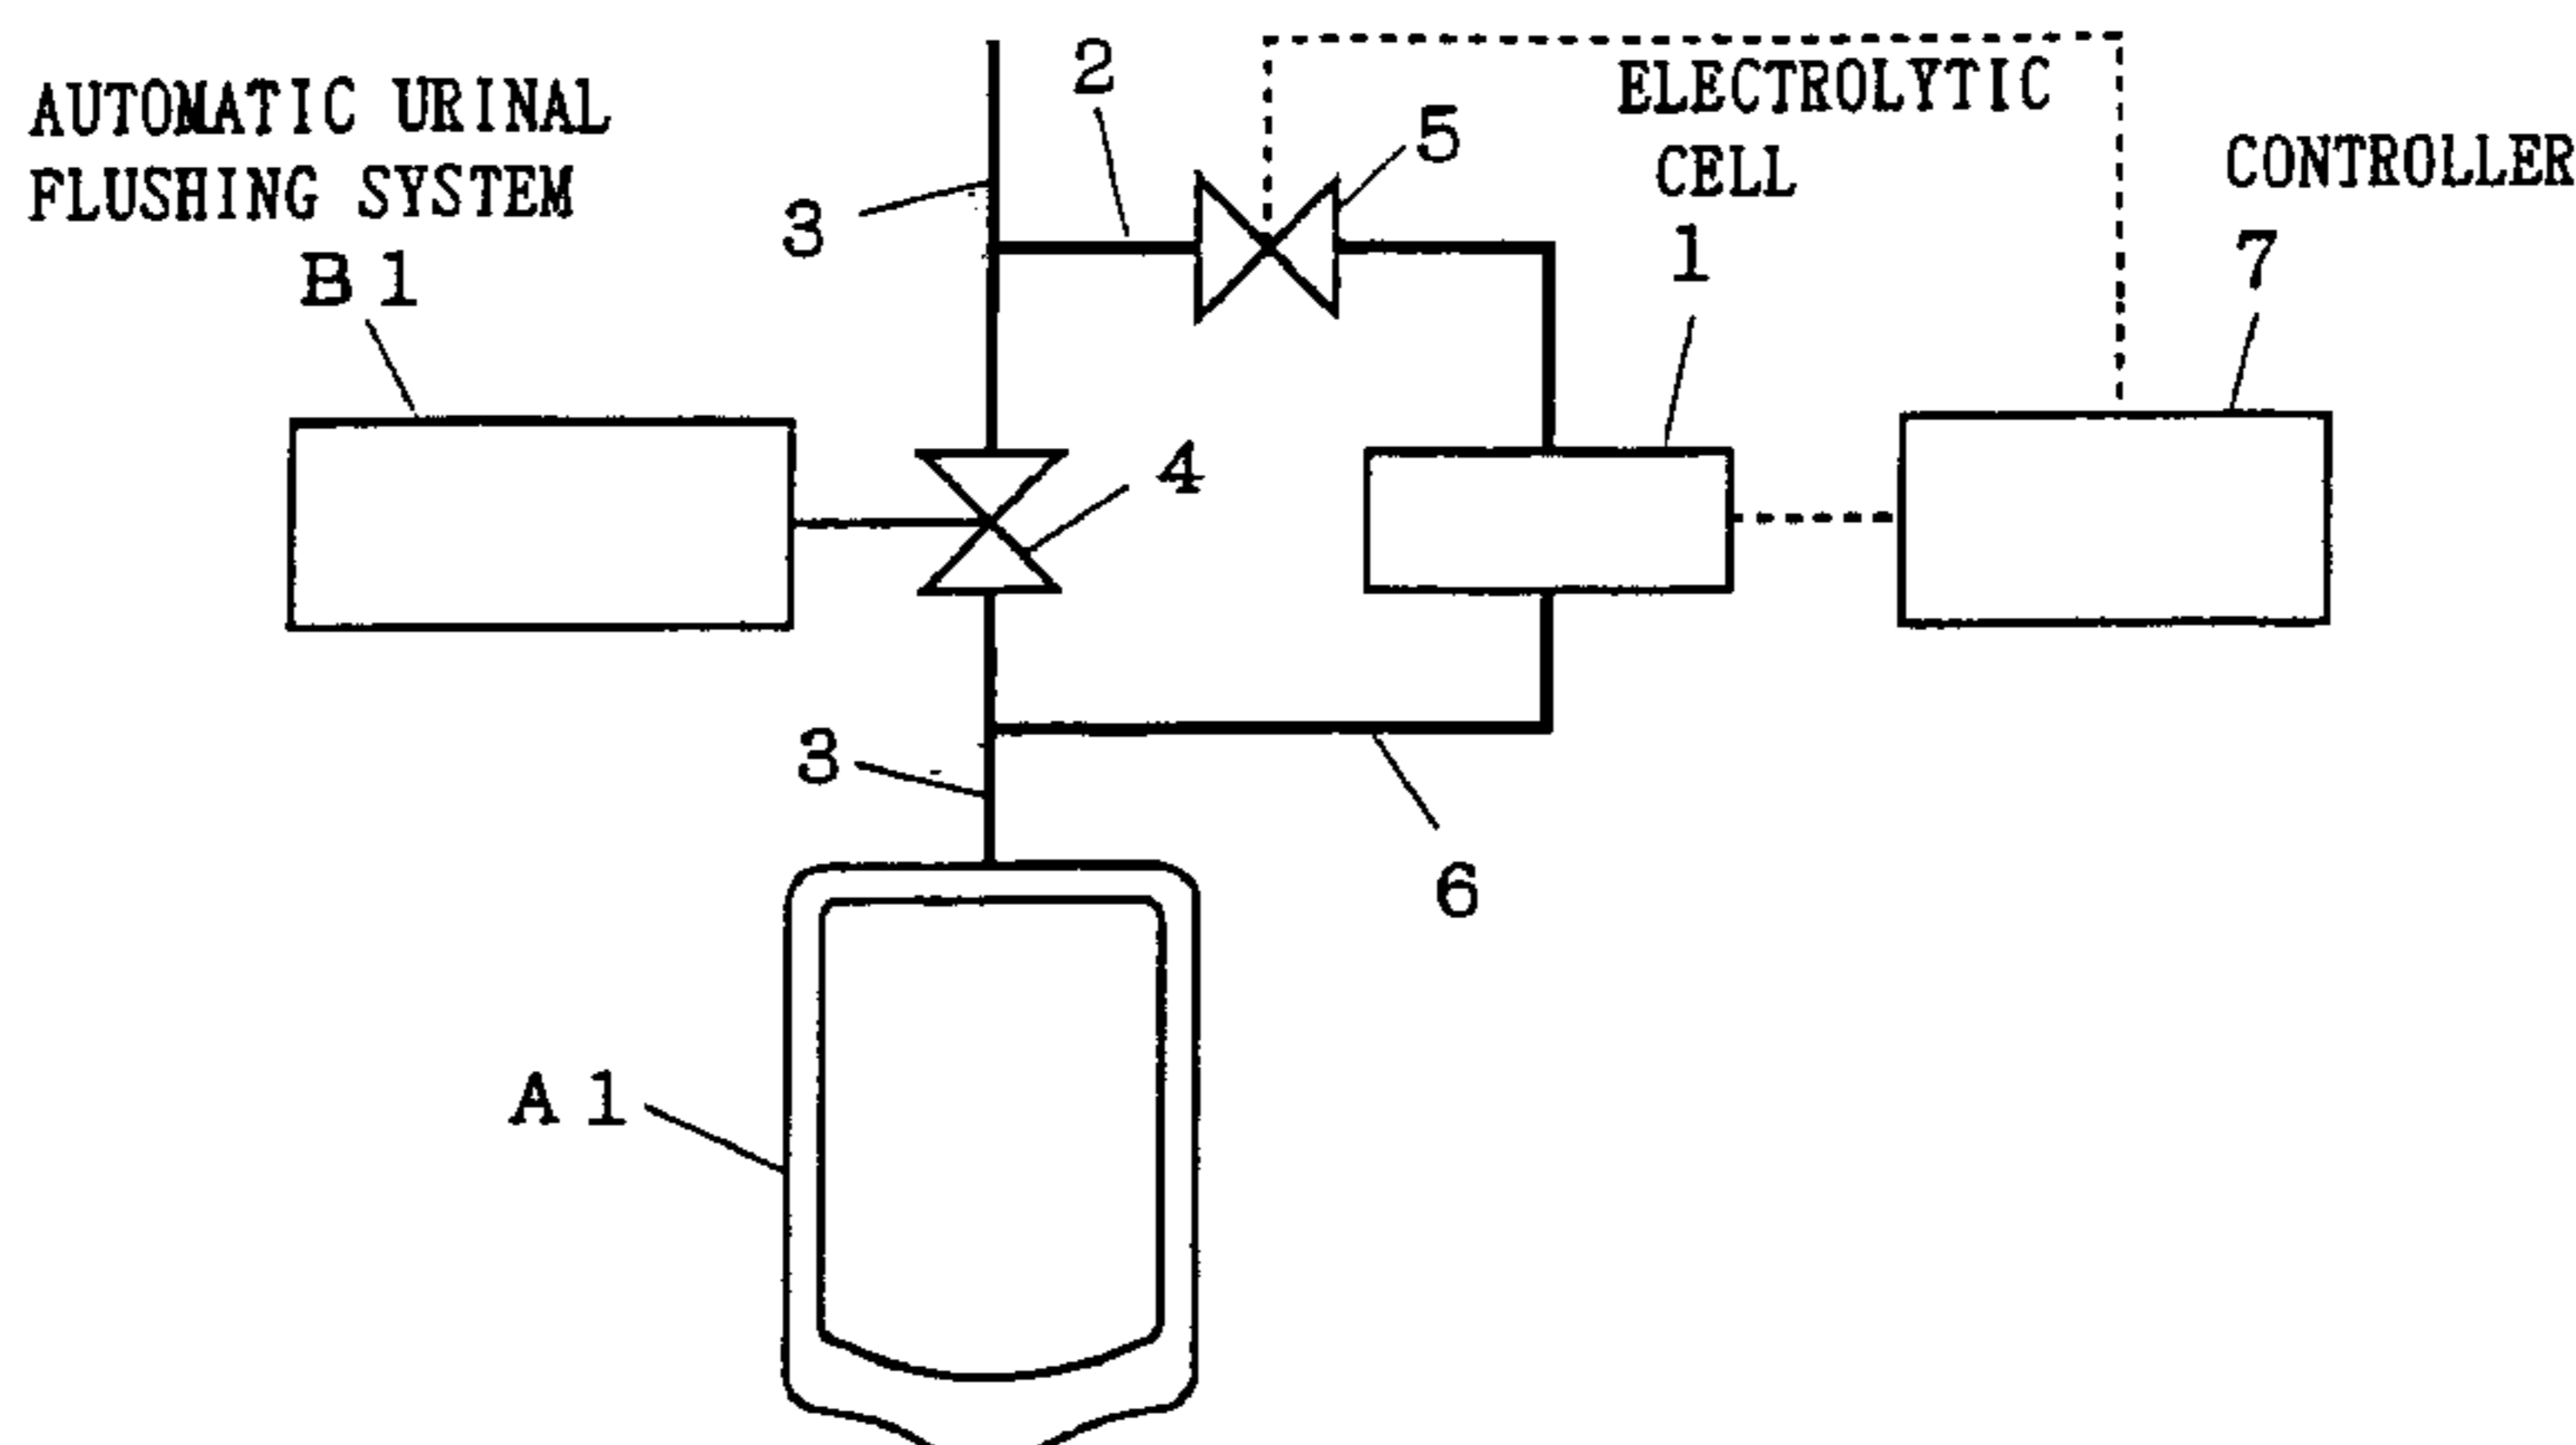 AUTOMATIC URINAL
FLUSHING SYSTEM
B1
3
2
5
ELECTROLYTIC
CELL
1
CONTROLLER
7
4
3
6
A1